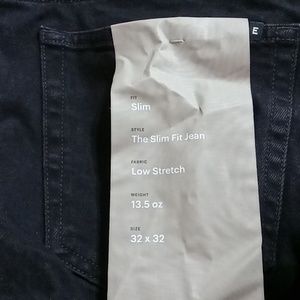 E
FIT
Slim
STYLE
The Slim Fit Jean
FABRIC
Low Stretch
WEIGHT
13.5 oz
SIZE
32 x 32